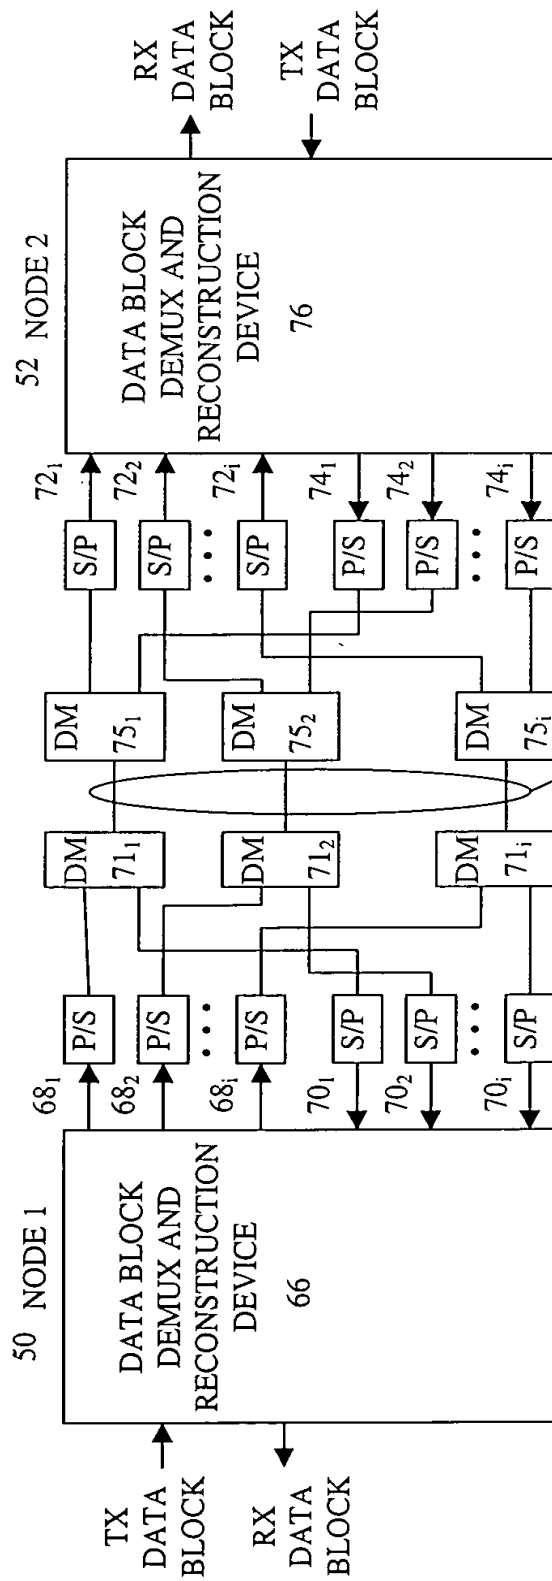 50 NODE 1
52 NODE 2
TX
DATA
BLOCK
RX
DATA
BLOCK
DATA BLOCK
DEMUX AND
RECONSTRUCTION
DEVICE
66
68₁
68₂
68ᵢ
70₁
70₂
70ᵢ
P/S
P/S
P/S
S/P
S/P
S/P
DM
71₁
DM
71₂
DM
71ᵢ
DM
75₁
DM
75₂
DM
75ᵢ
S/P
S/P
S/P
P/S
P/S
P/S
72₁
72₂
72ᵢ
74₁
74₂
74ᵢ
DATA BLOCK
DEMUX AND
RECONSTRUCTION
DEVICE
76
RX
DATA
BLOCK
TX
DATA
BLOCK